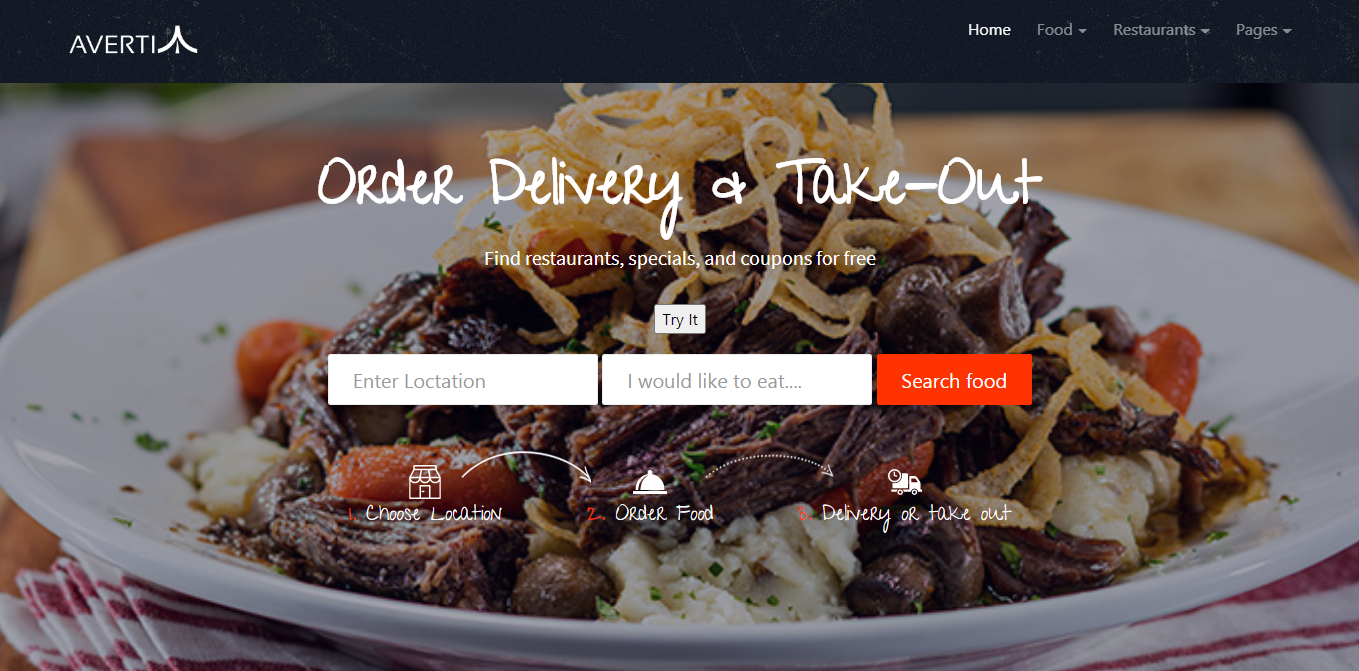 AVERTI
Home Food Restaurants Pages
Order Delivery & Take-Out
Find restaurants, specials, and coupons for free
Try It
Enter Loctation I would like to eat.... Search food
1. Choose Location 2. Order Food 3. Delivery or take out